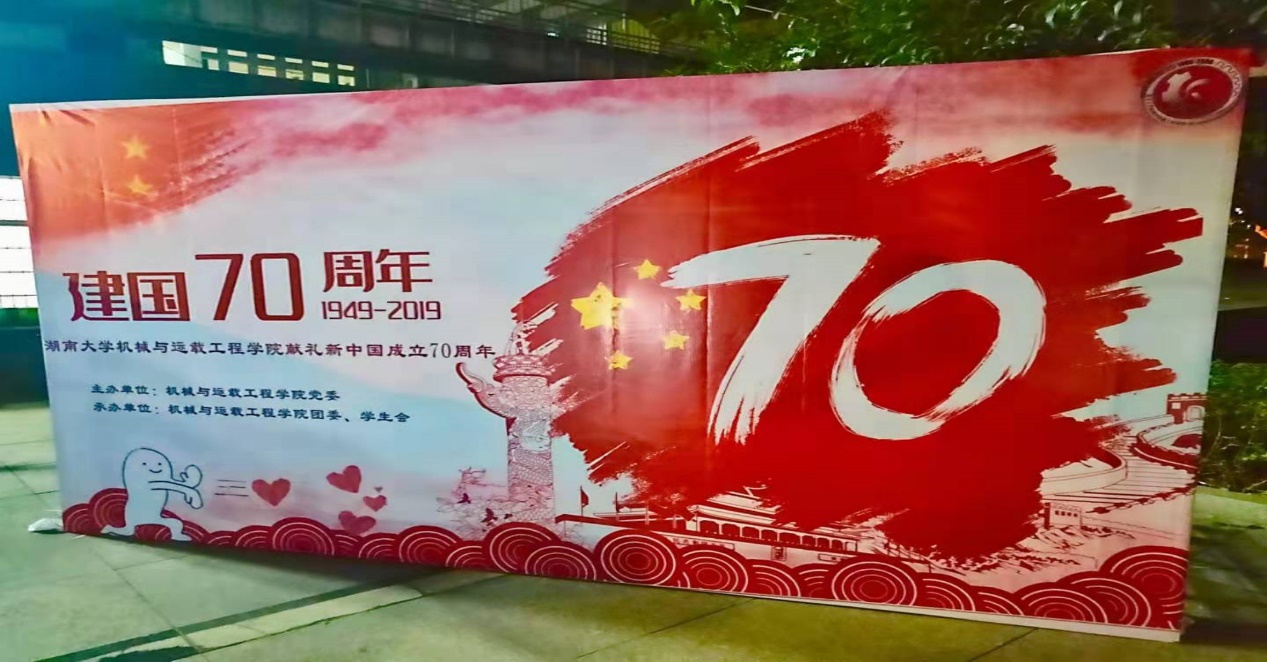 建国70周年
1949-2019
湖南大学机械与运载工程学院献礼新中国成立70周年
主办单位：机械与运载工程学院党委
承办单位：机械与运载工程学院团委、学生会
70